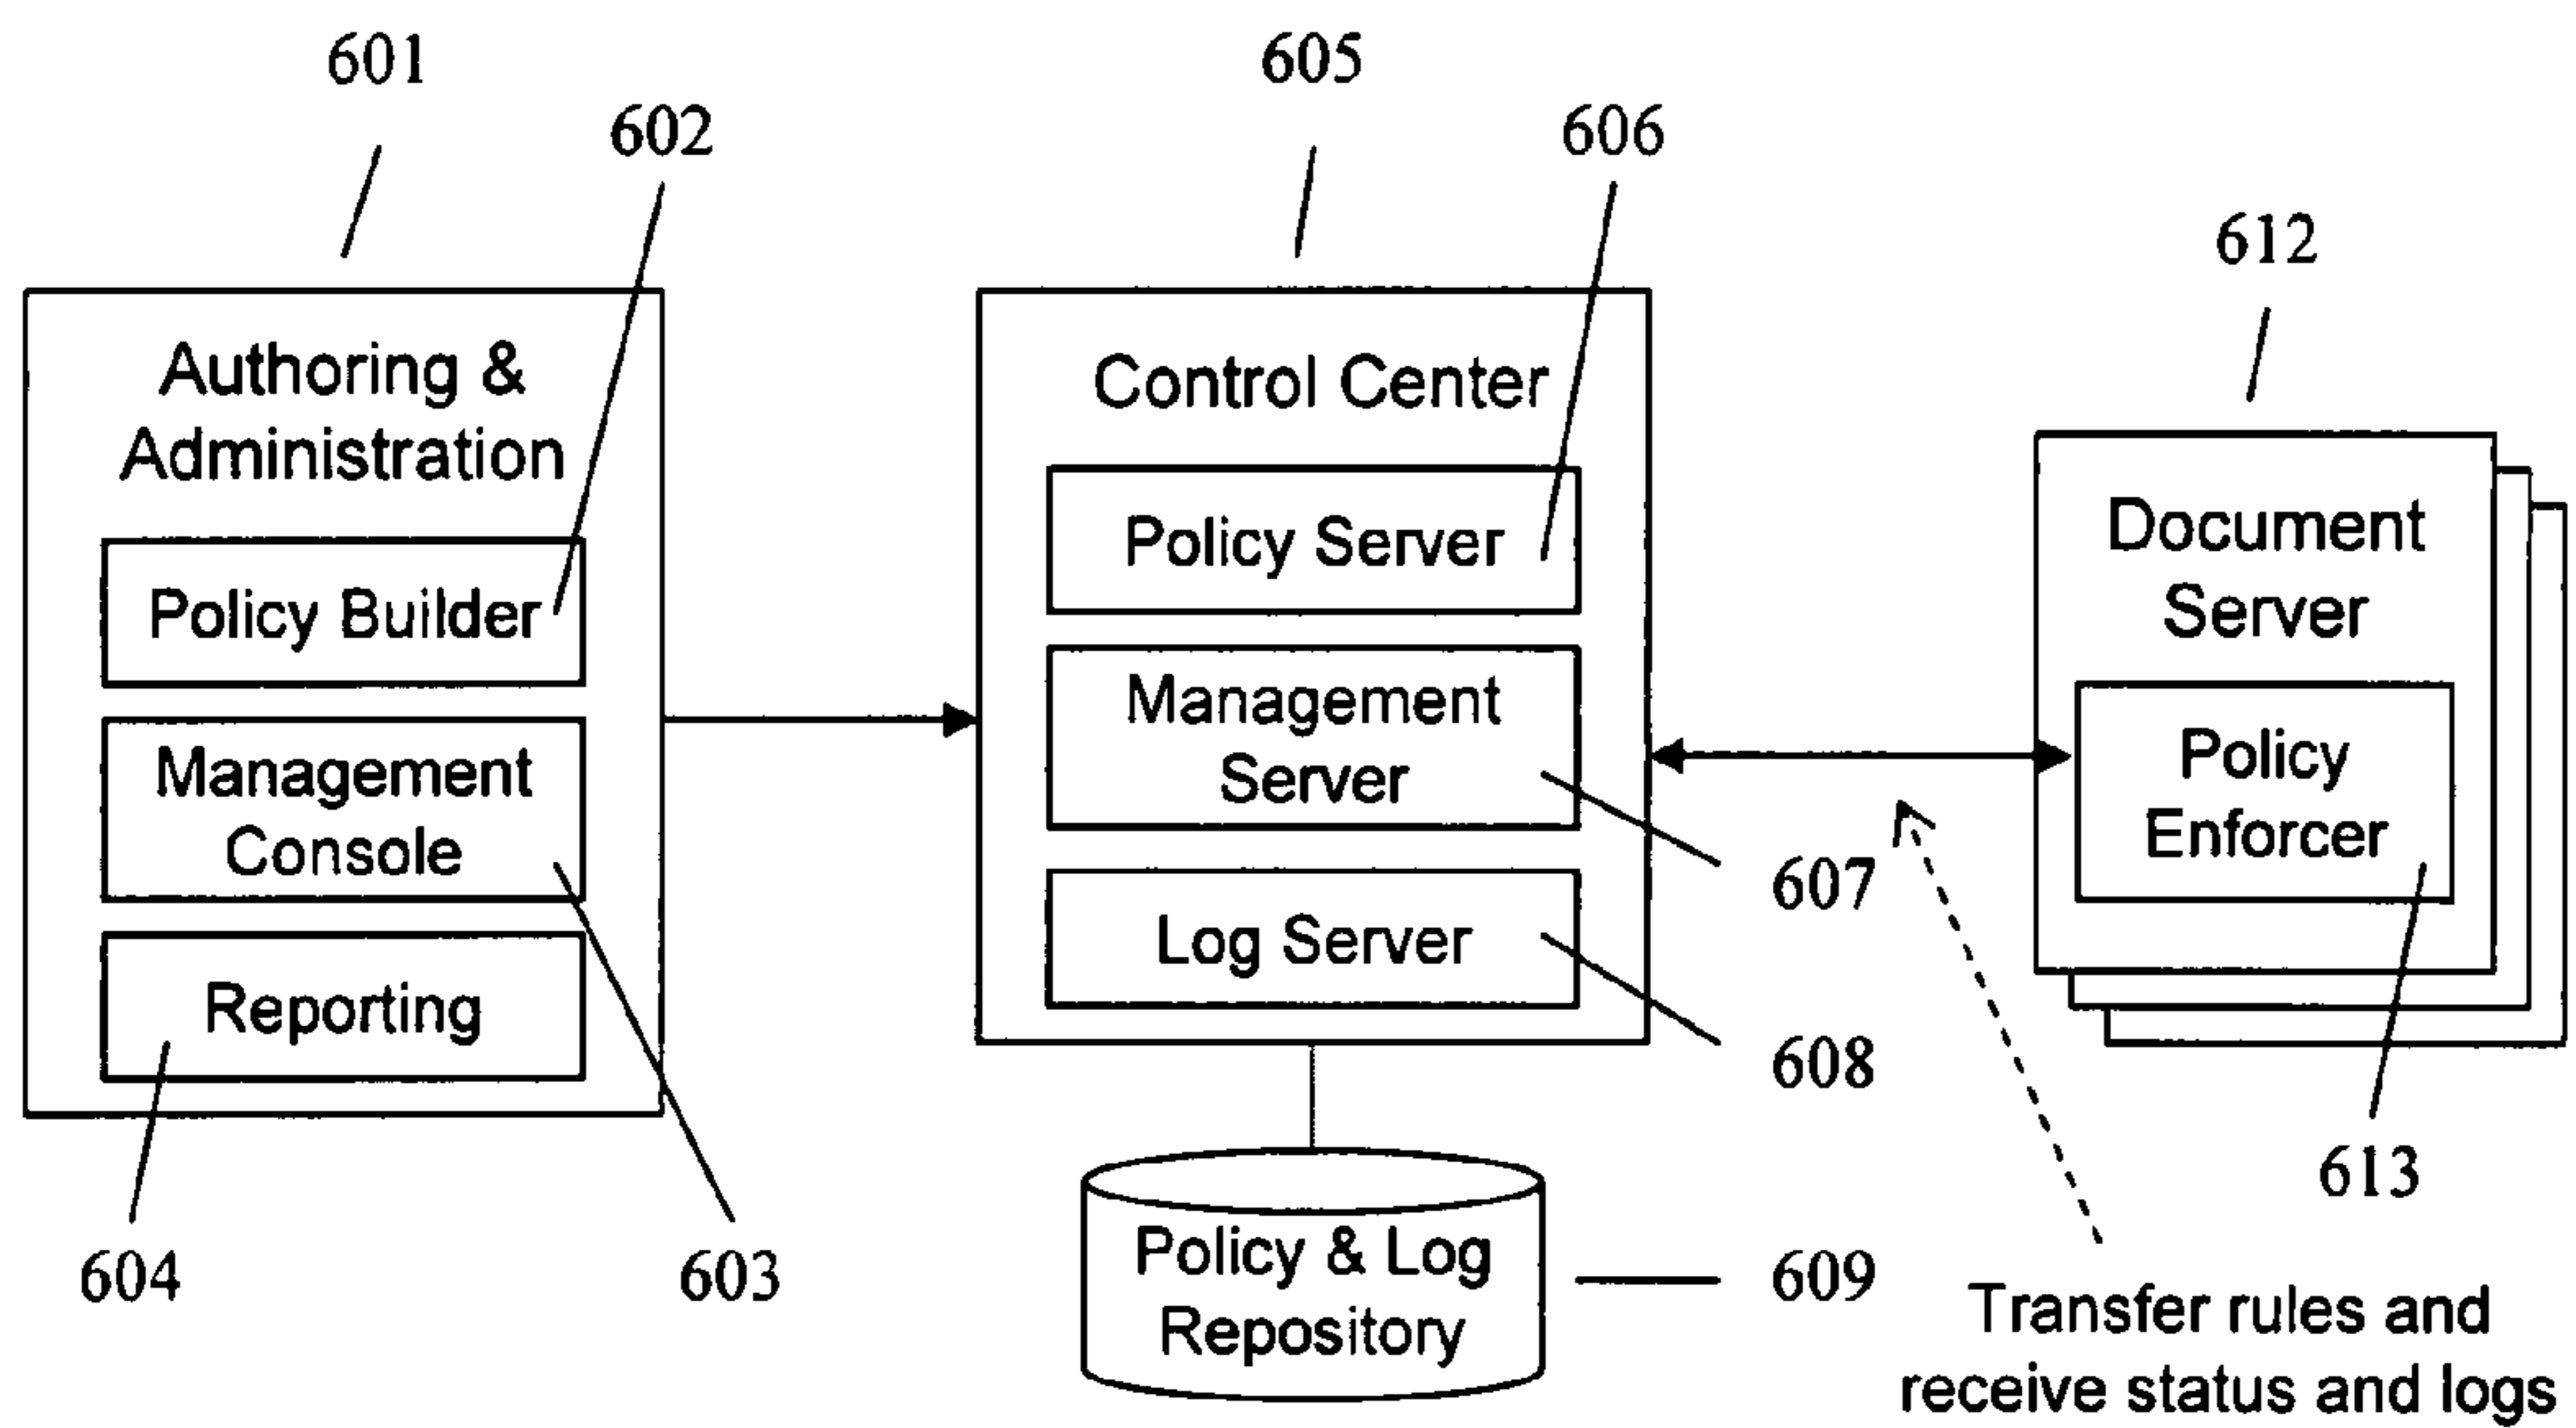 601
602
605
606
612
Authoring &
Administration
Policy Builder
Management
Console
Reporting
604
603
Control Center
Policy Server
Management
Server
Log Server
607
608
Policy & Log
Repository
609
Document
Server
Policy
Enforcer
613
Transfer rules and
receive status and logs